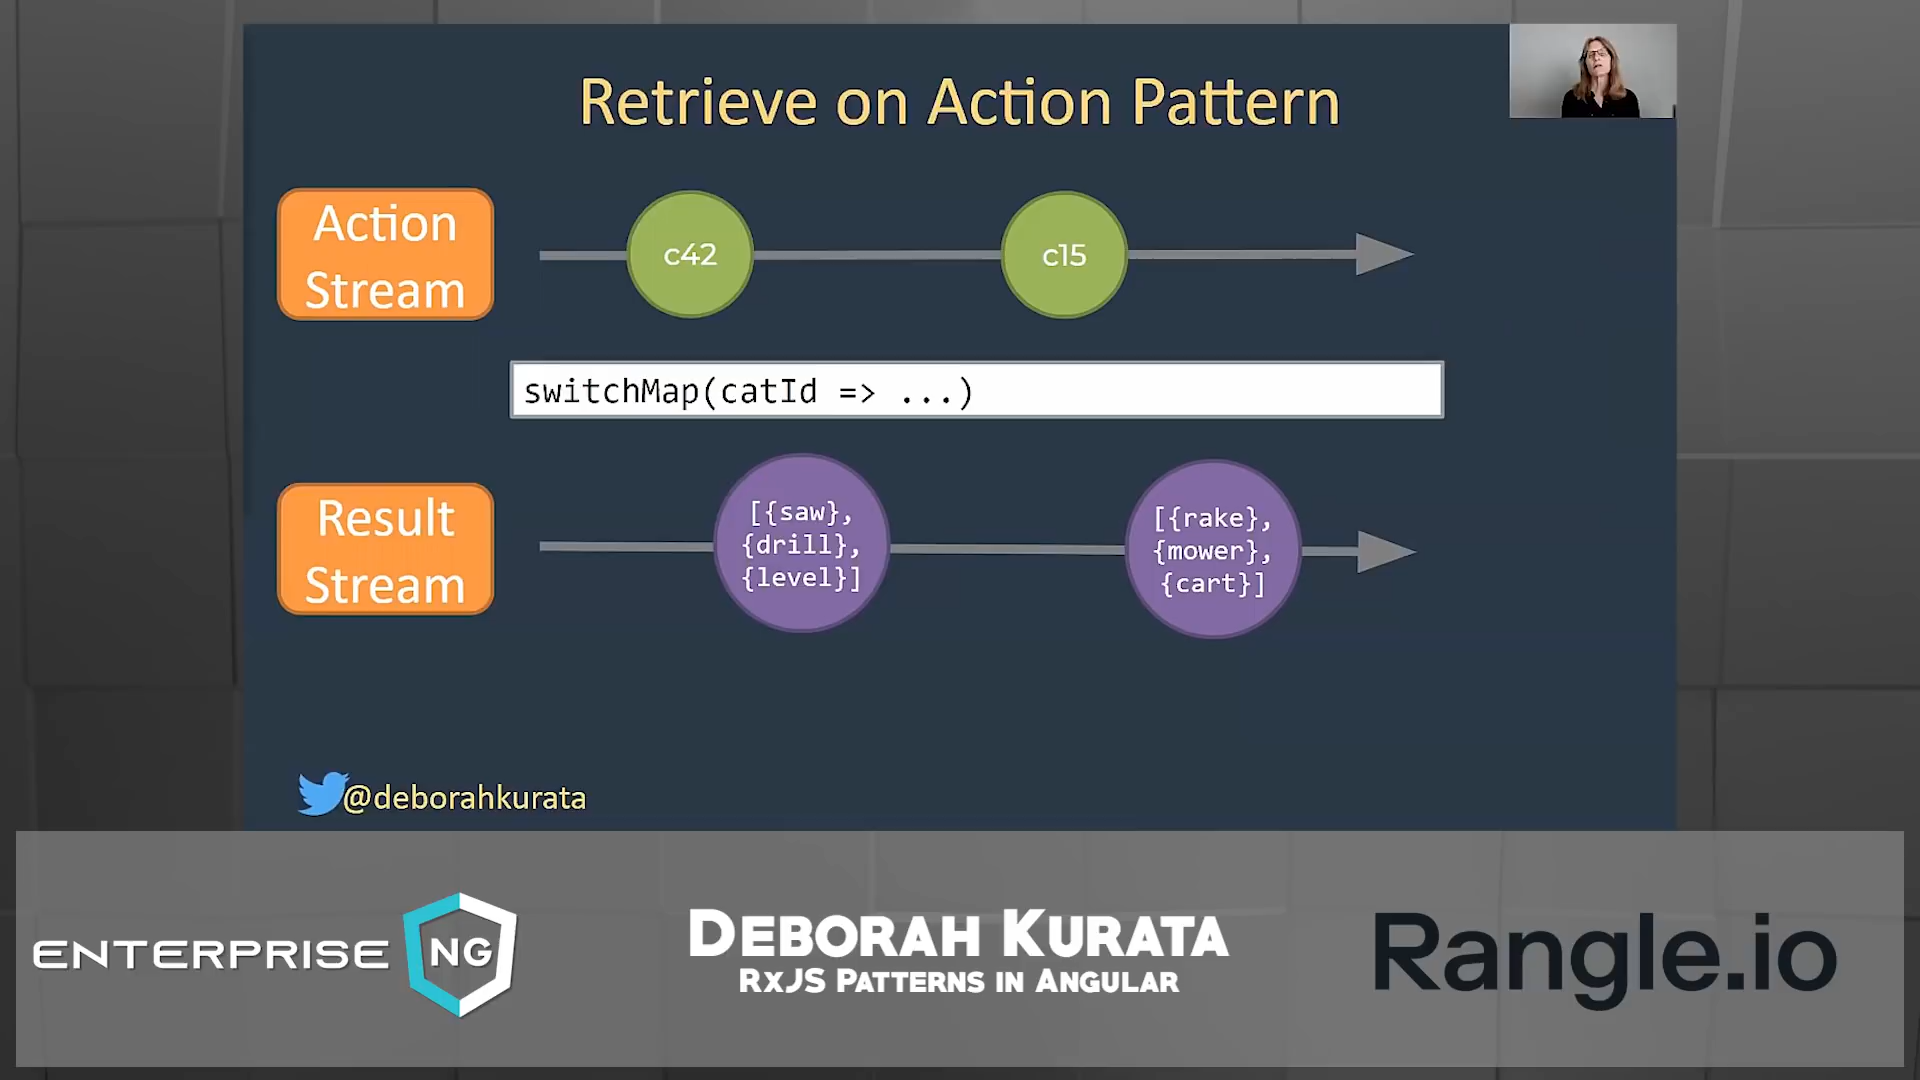 Retrieve on Action Pattern
Action
Stream
c42
c15
switchMap(catId => ...)
Result
Stream
[{saw},
{drill},
{level}]
[{rake},
{mower},
{cart}]
@deborahkurata
ENTERPRISE NG
DEBORAH KURATA
RXJS PATTERNS IN ANGULAR
Rangle.io